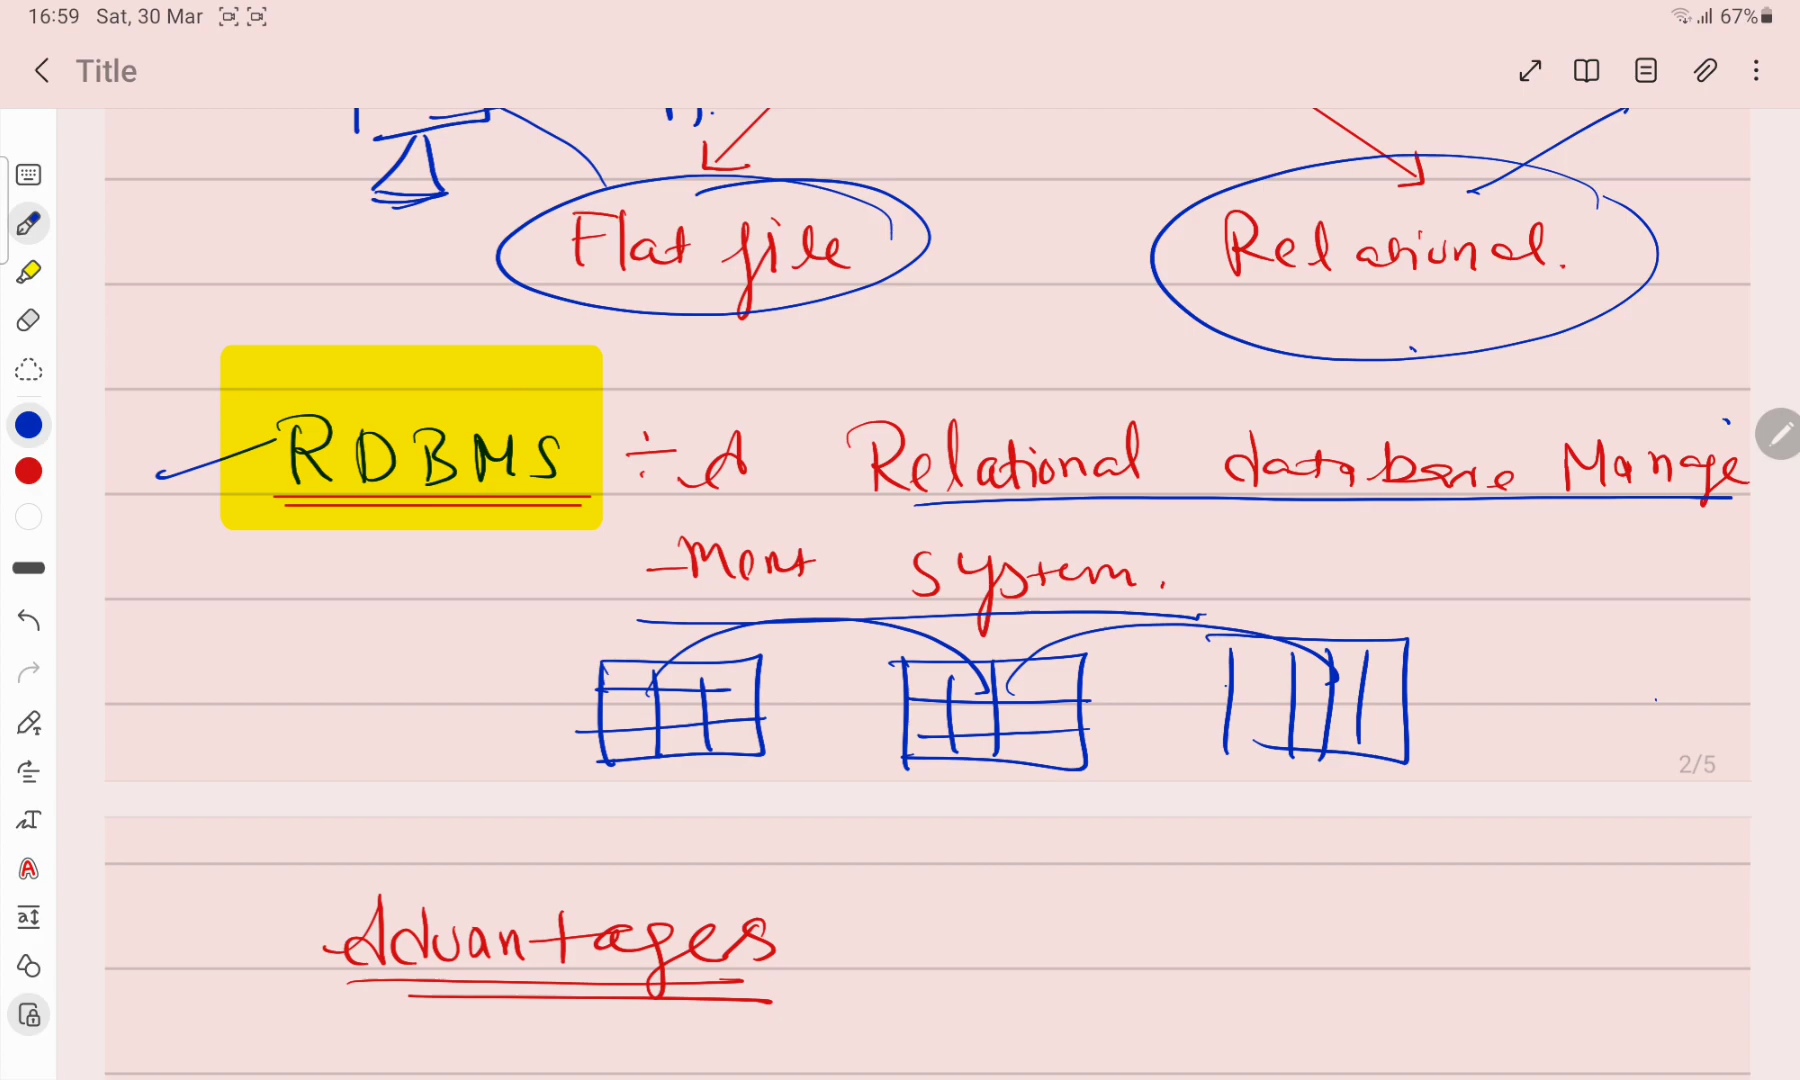 16:59 Sat, 30 Mar 67%
Title
Flat file Relational.
RDBMS ÷ A Relational database Manage
-ment system.
2/5
Advantages